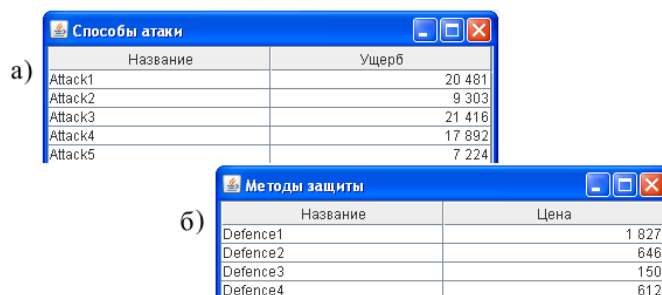 а)
Способы атаки
Название Ущерб
Attack1 20 481
Attack2 9 303
Attack3 21 416
Attack4 17 892
Attack5 7 224
б)
Методы защиты
Название Цена
Defence1 1 827
Defence2 646
Defence3 150
Defence4 612